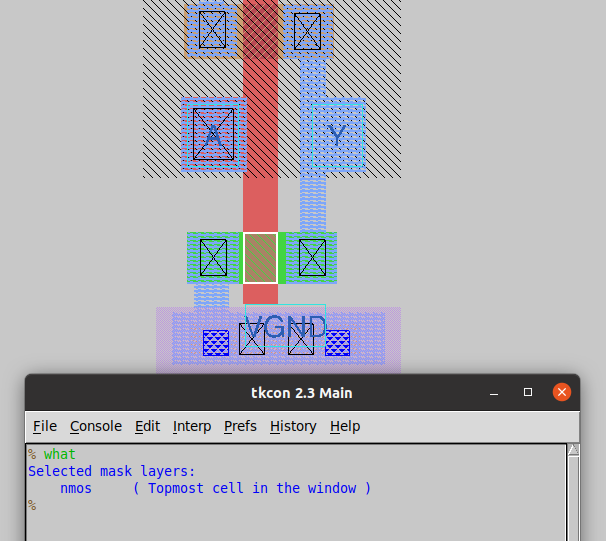 A
Y
VGND
tkcon 2.3 Main
File Console Edit Interp Prefs History Help
% what
Selected mask layers:
nmos ( Topmost cell in the window )
%